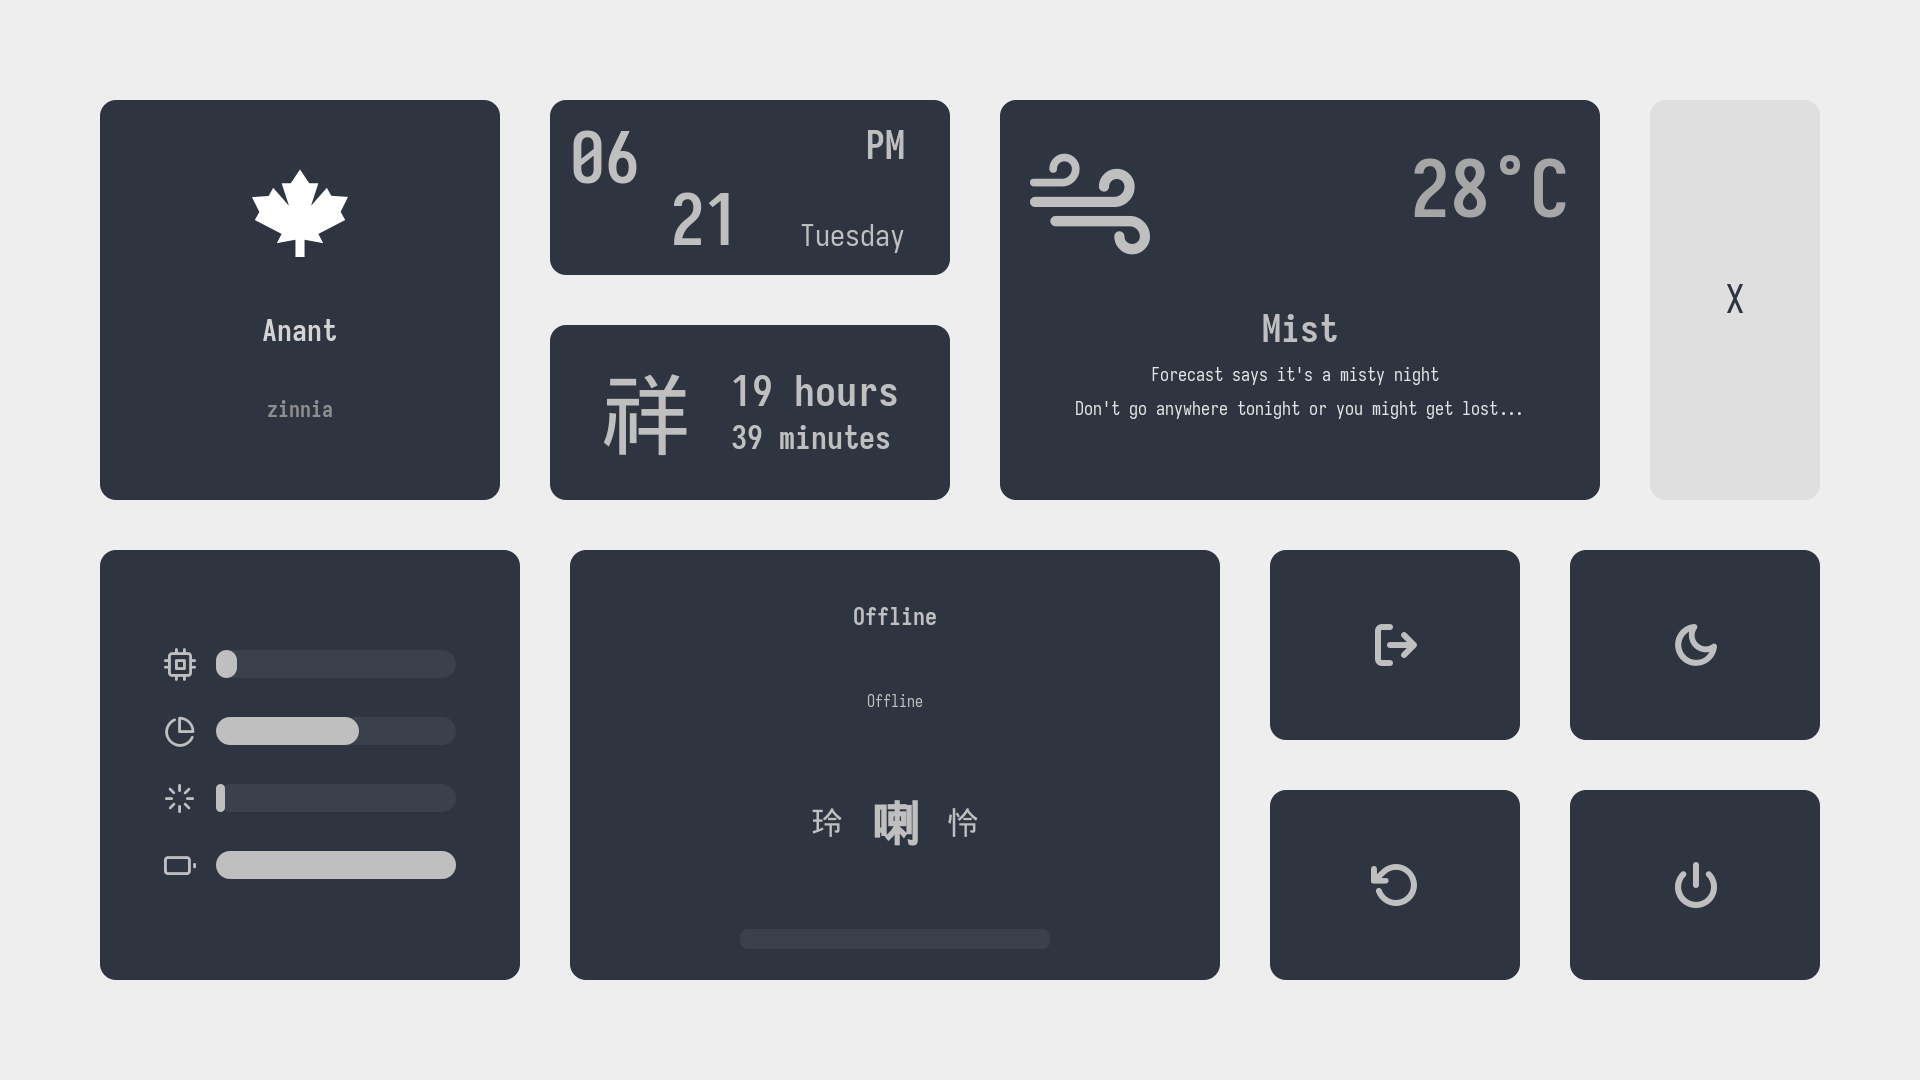 Anant
zinnia
06
21
PM
Tuesday
祥
19 hours
39 minutes
28°C
Mist
Forecast says it's a misty night
Don't go anywhere tonight or you might get lost...
X
Offline
Offline
玲 喇 怜